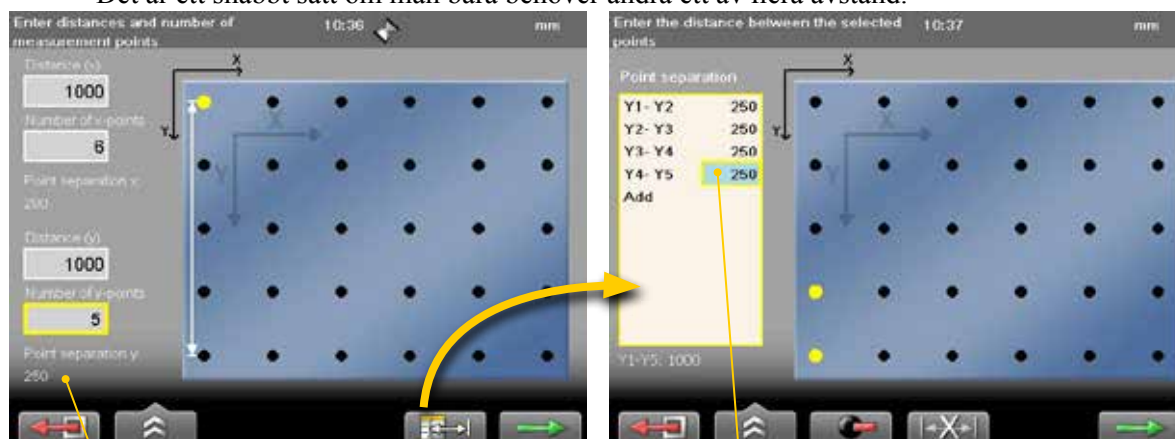 Det är ett snabbt sätt om man bara behöver ändra ett av flera avstånd.
Enter distances and number of
measurement points
10:36
mm
Distance (x)
1000
Number of x-points
6
Point separation x:
200
Distance (y)
1000
Number of y-points
5
Point separation y
250
X
Y
X
Y
Enter the distance between the selected
points
10:37
mm
Point separation
Y1- Y2 250
Y2- Y3 250
Y3- Y4 250
Y4- Y5 250
Add
Y1-Y5: 1000
X
Y
X
Y
X